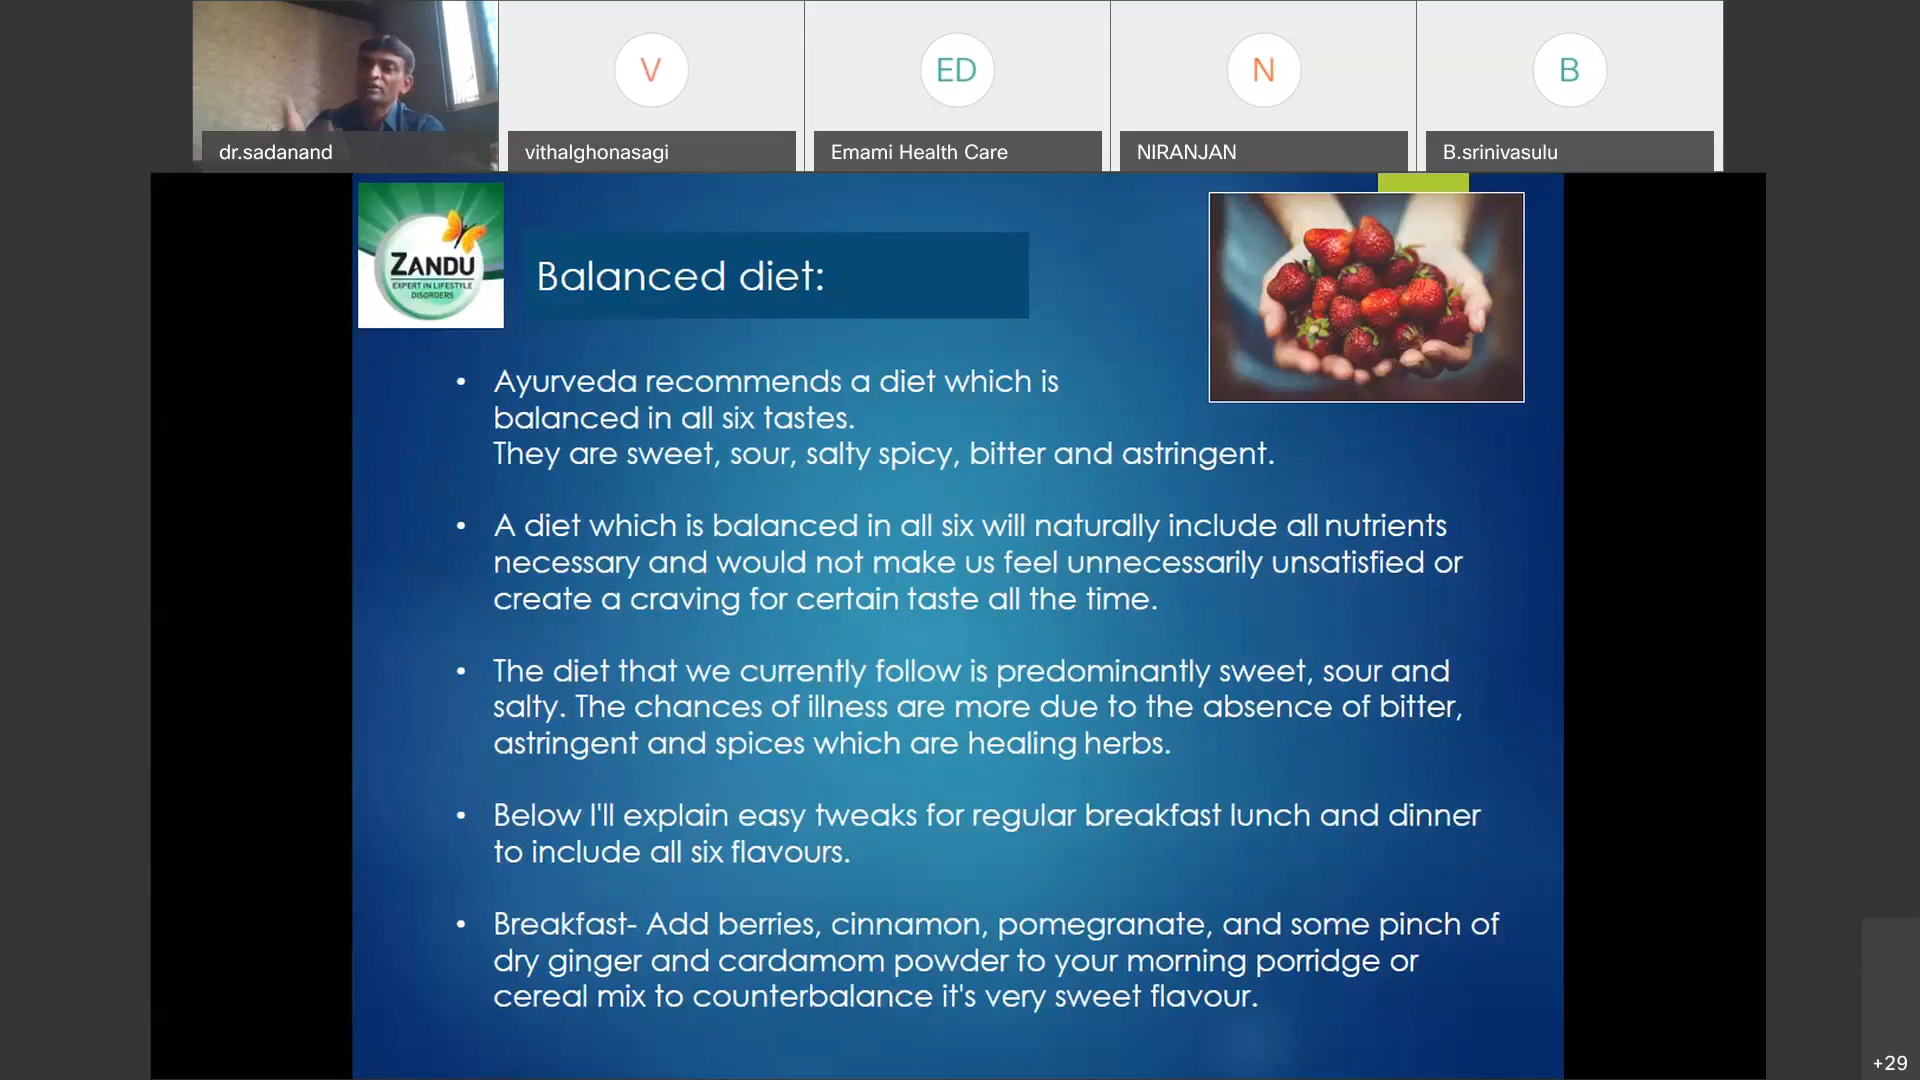 V
ED
N
B
dr.sadanand
vithalghonasagi
Emami Health Care
NIRANJAN
B.srinivasulu
ZANDU
EXPERT IN LIFESTYLE
DISORDERS
Balanced diet:
• Ayurveda recommends a diet which is
balanced in all six tastes.
They are sweet, sour, salty spicy, bitter and astringent.
• A diet which is balanced in all six will naturally include all nutrients
necessary and would not make us feel unnecessarily unsatisfied or
create a craving for certain taste all the time.
• The diet that we currently follow is predominantly sweet, sour and
salty. The chances of illness are more due to the absence of bitter,
astringent and spices which are healing herbs.
• Below I'll explain easy tweaks for regular breakfast lunch and dinner
to include all six flavours.
• Breakfast- Add berries, cinnamon, pomegranate, and some pinch of
dry ginger and cardamom powder to your morning porridge or
cereal mix to counterbalance it's very sweet flavour.
+29